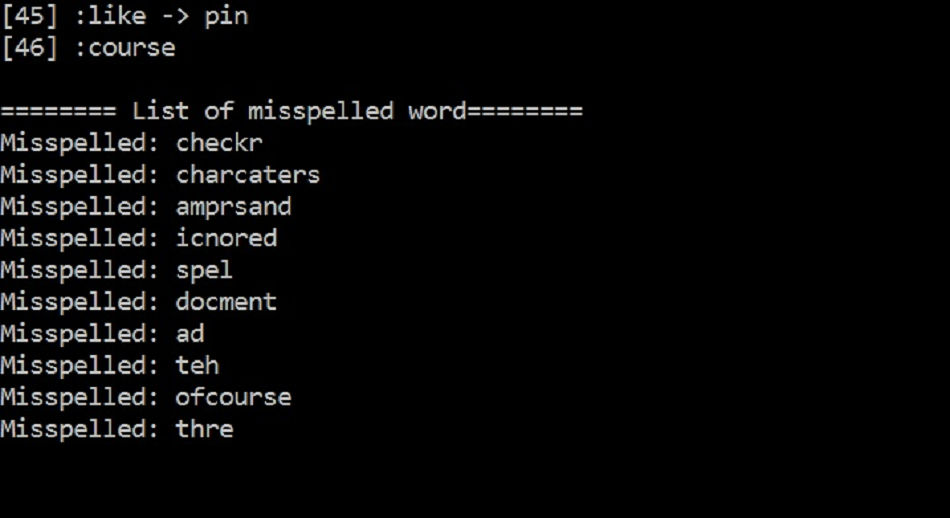 [45] :like -> pin
[46] :course
======== List of misspelled word========
Misspelled: checkr
Misspelled: charcaters
Misspelled: amprsand
Misspelled: icnored
Misspelled: spel
Misspelled: docment
Misspelled: ad
Misspelled: teh
Misspelled: ofcourse
Misspelled: thre